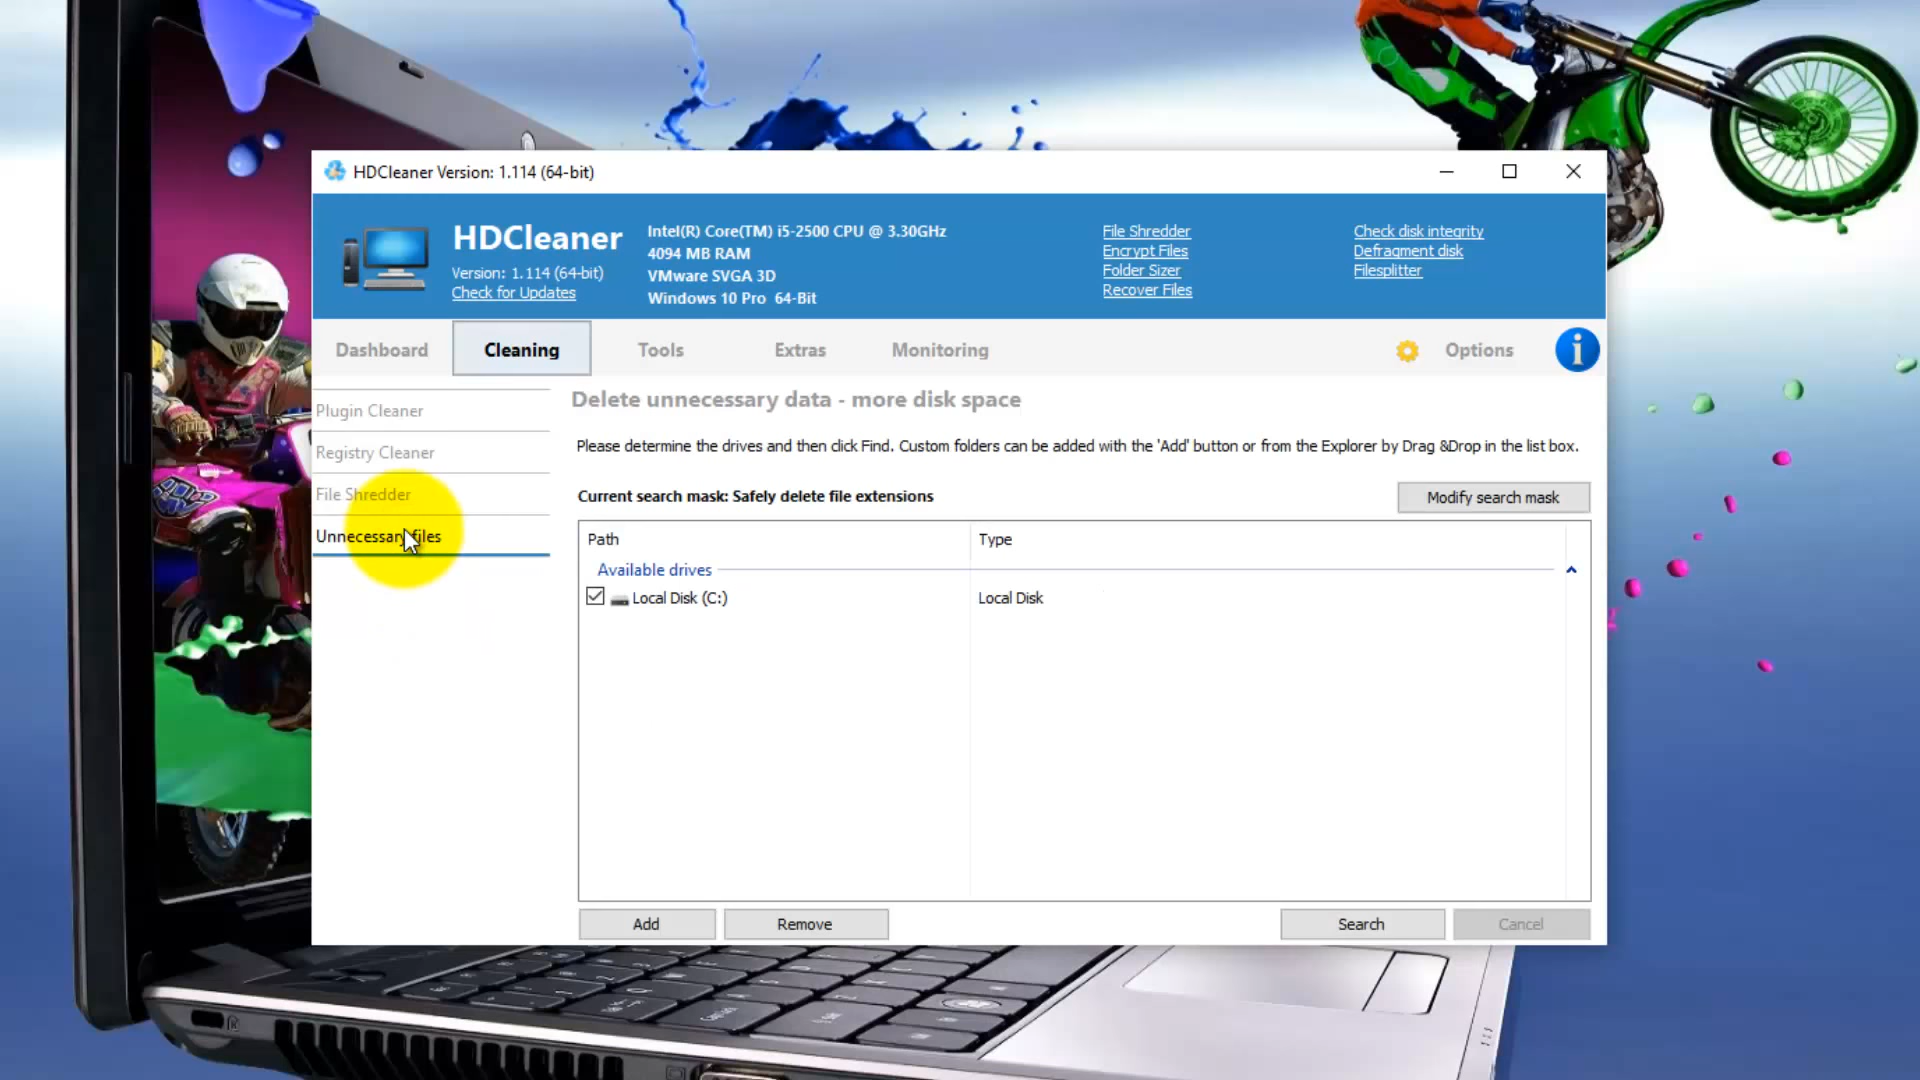 HDCleaner Version: 1.114 (64-bit)
HDCleaner
Version: 1.114 (64-bit)
Check for Updates
Intel(R) Core(TM) i5-2500 CPU @ 3.30GHz
4094 MB RAM
VMware SVGA 3D
Windows 10 Pro 64-Bit
File Shredder
Encrypt Files
Folder Sizer
Recover Files
Check disk integrity
Defragment disk
Filesplitter
Dashboard
Cleaning
Tools
Extras
Monitoring
Options
Plugin Cleaner
Registry Cleaner
File Shredder
Unnecessary files
Delete unnecessary data - more disk space
Please determine the drives and then click Find. Custom folders can be added with the 'Add' button or from the Explorer by Drag &Drop in the list box.
Current search mask: Safely delete file extensions
Modify search mask
Path
Type
Available drives
Local Disk (C:)
Local Disk
Add
Remove
Search
Cancel